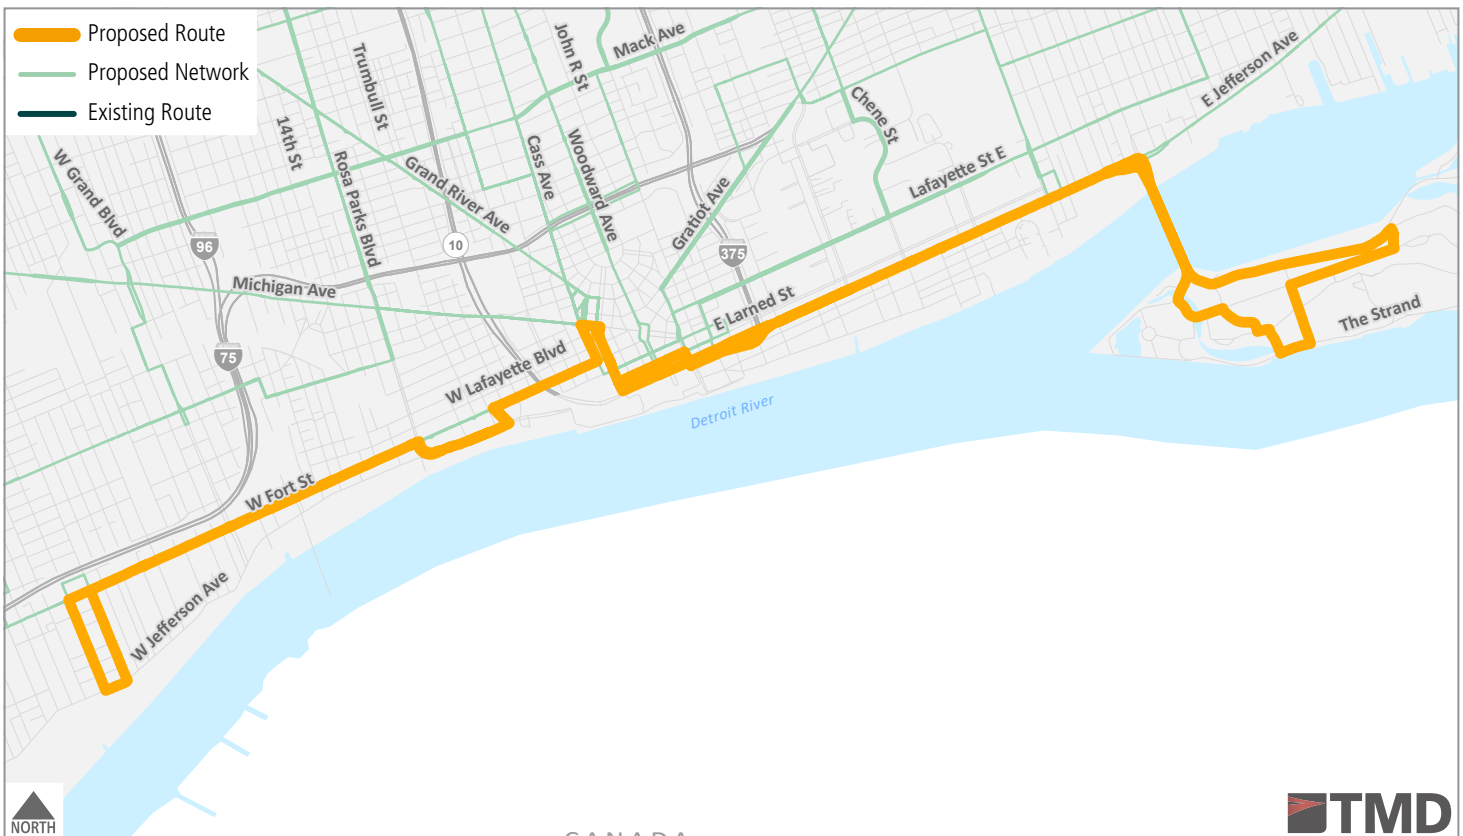 Proposed Route
Proposed Network
Existing Route
John R St
Mack Ave
Trumbull St
E Jefferson Ave
Chene St
14th St
Cass Ave
Woodward Ave
W Grand Blvd
Rosa Parks Blvd
Grand River Ave
Lafayette St E
Gratiot Ave
96
10
375
Michigan Ave
E Larned St
The Strand
75
W Lafayette Blvd
Detroit River
W Fort St
W Jefferson Ave
NORTH
CANADA
TMD